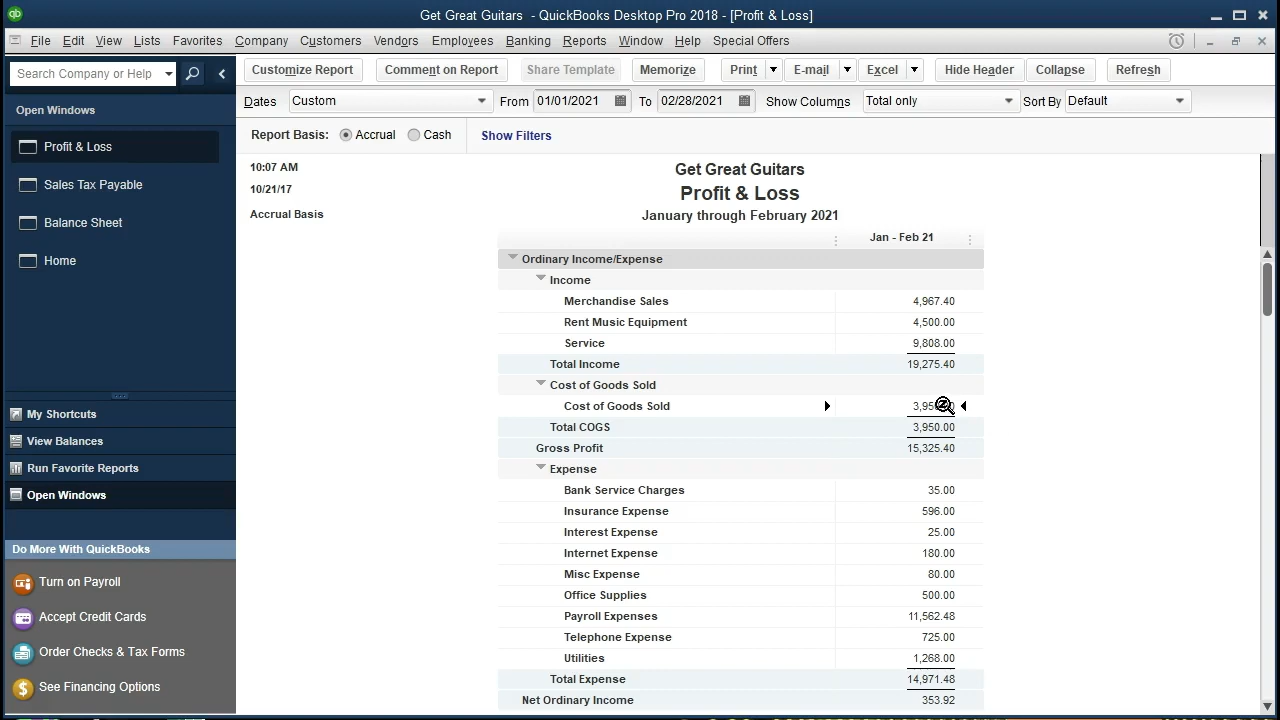 Get Great Guitars - QuickBooks Desktop Pro 2018 - [Profit & Loss]
File Edit View Lists Favorites Company Customers Vendors Employees Banking Reports Window Help Special Offers
Search Company or Help
Customize Report Comment on Report Share Template Memorize Print E-mail Excel Hide Header Collapse Refresh
Dates Custom From 01/01/2021 To 02/28/2021 Show Columns Total only Sort By Default
Open Windows
Report Basis: Accrual Cash Show Filters
Profit & Loss
Sales Tax Payable
Balance Sheet
Home
My Shortcuts
View Balances
Run Favorite Reports
Open Windows
Do More With QuickBooks
Turn on Payroll
Accept Credit Cards
Order Checks & Tax Forms
See Financing Options
10:07 AM
10/21/17
Accrual Basis
Get Great Guitars
Profit & Loss
January through February 2021
Jan - Feb 21
Ordinary Income/Expense
Income
Merchandise Sales 4,967.40
Rent Music Equipment 4,500.00
Service 9,808.00
Total Income 19,275.40
Cost of Goods Sold
Cost of Goods Sold
Total COGS 3,950.00
Gross Profit 15,325.40
Expense
Bank Service Charges 35.00
Insurance Expense 596.00
Interest Expense 25.00
Internet Expense 180.00
Misc Expense 80.00
Office Supplies 500.00
Payroll Expenses 11,562.48
Telephone Expense 725.00
Utilities 1,268.00
Total Expense 14,971.48
Net Ordinary Income 353.92